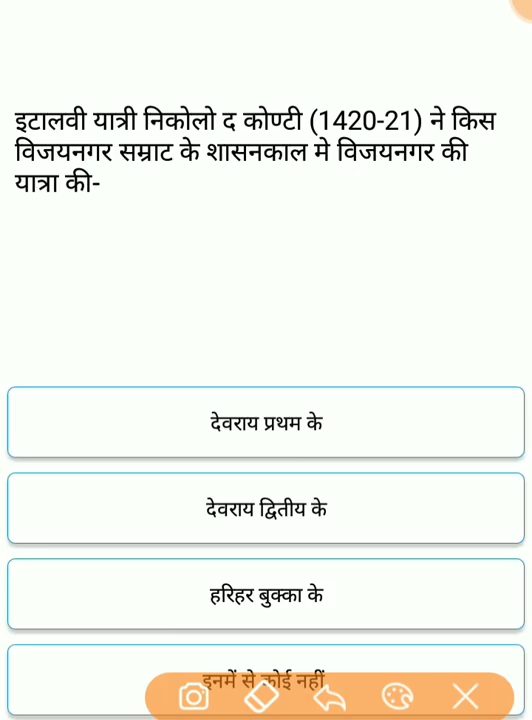 इटालवी यात्री निकोलो द कोण्टी (1420-21) ने किस
विजयनगर सम्राट के शासनकाल मे विजयनगर की
यात्रा की-
देवराय प्रथम के
देवराय द्वितीय के
हरिहर बुक्का के
इनमें से कोई नहीं